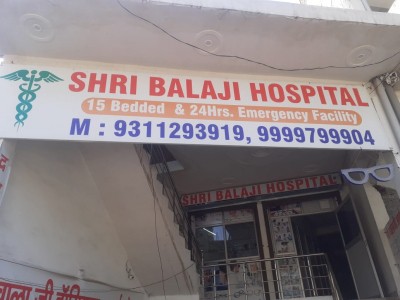 SHRI BALAJI HOSPITAL
15 Bedded & 24Hrs. Emergency Facility
M : 9311293919, 9999799904
SHRI BALAJI HOSPITAL